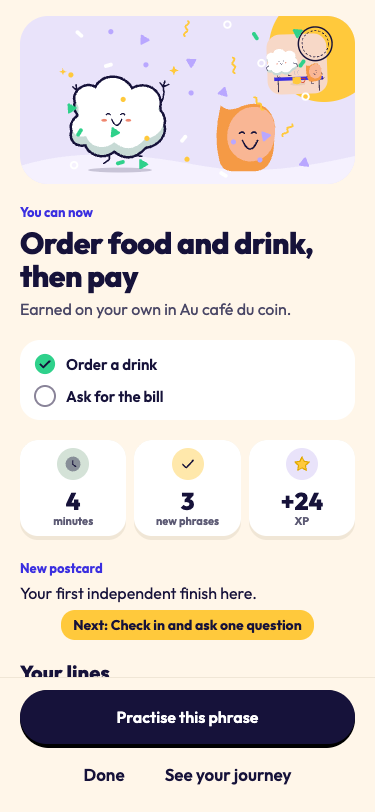 You can now
Order food and drink,
then pay
Earned on your own in Au café du coin.
Order a drink
Ask for the bill
4
minutes
3
new phrases
+24
XP
New postcard
Your first independent finish here.
Next: Check in and ask one question
Your lines
Practise this phrase
Done
See your journey